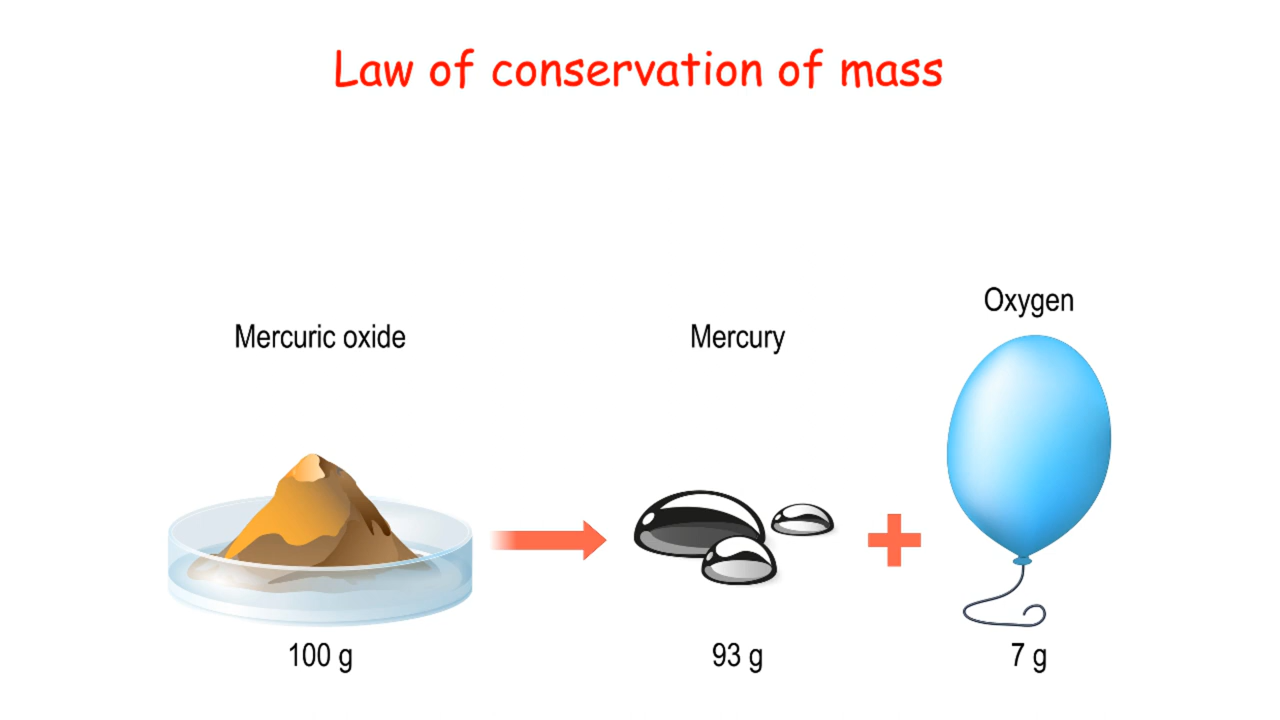 Law of conservation of mass
Oxygen
Mercuric oxide
Mercury
100 g
93 g
7 g